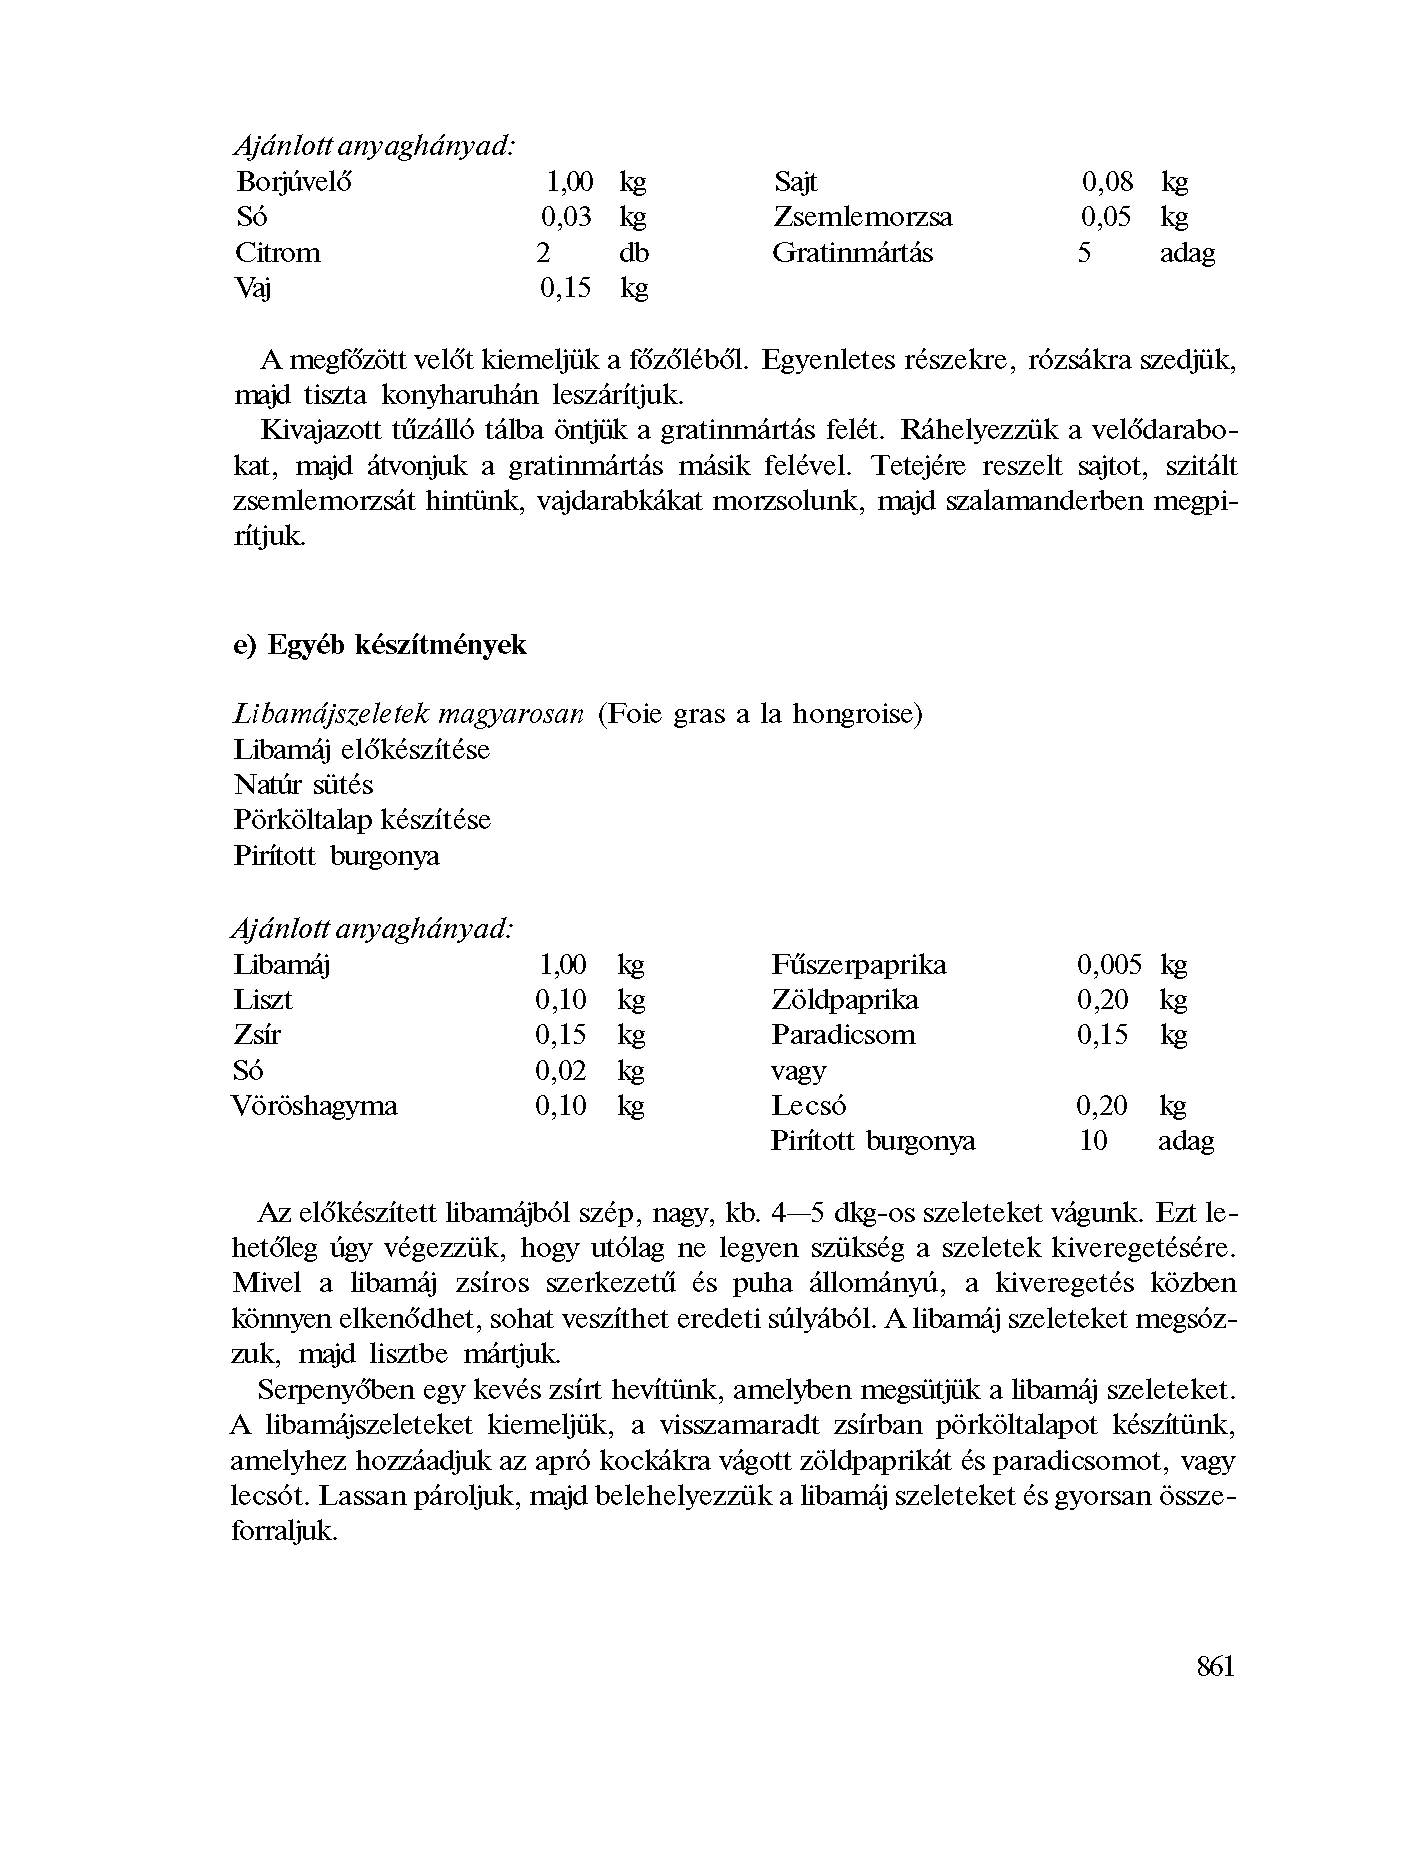 Ajánlott anyaghányad:
Borjúvelő 1,00 kg Sajt 0,08 kg
Só 0,03 kg Zsemlemorzsa 0,05 kg
Citrom 2 db Gratinmártás 5 adag
Vaj 0,15 kg
A megfőzött velőt kiemeljük a főzőléből. Egyenletes részekre, rózsákra szedjük,
majd tiszta konyharuhán leszárítjuk.
Kivajazott tűzálló tálba öntjük a gratinmártás felét. Ráhelyezzük a velődarabo-
kat, majd átvonjuk a gratinmártás másik felével. Tetejére reszelt sajtot, szitált
zsemlemorzsát hintünk, vajdarabkákat morzsolunk, majd szalamanderben megpi-
rítjuk.
e) Egyéb készítmények
Libamájszeletek magyarosan (Foie gras a la hongroise)
Libamáj előkészítése
Natúr sütés
Pörköltalap készítése
Pirított burgonya
Ajánlott anyaghányad:
Libamáj 1,00 kg Fűszerpaprika 0,005 kg
Liszt 0,10 kg Zöldpaprika 0,20 kg
Zsír 0,15 kg Paradicsom 0,15 kg
Só 0,02 kg vagy
Vöröshagyma 0,10 kg Lecsó 0,20 kg
Pirított burgonya 10 adag
Az előkészített libamájból szép, nagy, kb. 4—5 dkg-os szeleteket vágunk. Ezt le-
hetőleg úgy végezzük, hogy utólag ne legyen szükség a szeletek kiveregetésére.
Mivel a libamáj zsíros szerkezetű és puha állományú, a kiveregetés közben
könnyen elkenődhet, sohat veszíthet eredeti súlyából. A libamáj szeleteket megsóz-
zuk, majd lisztbe mártjuk.
Serpenyőben egy kevés zsírt hevítünk, amelyben megsütjük a libamáj szeleteket.
A libamájszeleteket kiemeljük, a visszamaradt zsírban pörköltalapot készítünk,
amelyhez hozzáadjuk az apró kockákra vágott zöldpaprikát és paradicsomot, vagy
lecsót. Lassan pároljuk, majd belehelyezzük a libamáj szeleteket és gyorsan össze-
forraljuk.
861